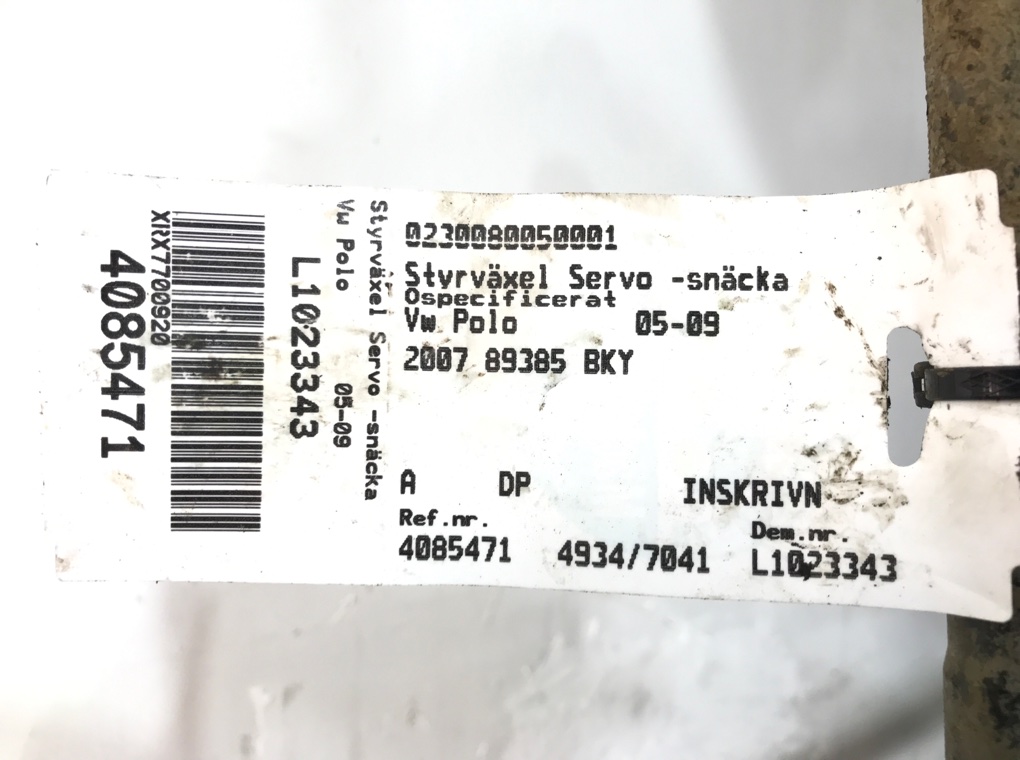 0230080050001
Styrväxel Servo -snäcka
Ospecificerat
Vw Polo 05-09
2007 89385 BKY
A DP INSKRIVN
Ref.nr. Dem.nr.
4085471 4934/7041 L1023343
Styrväxel Servo -snäcka
Vw Polo 05-09
L1023343
XRX7700920
4085471